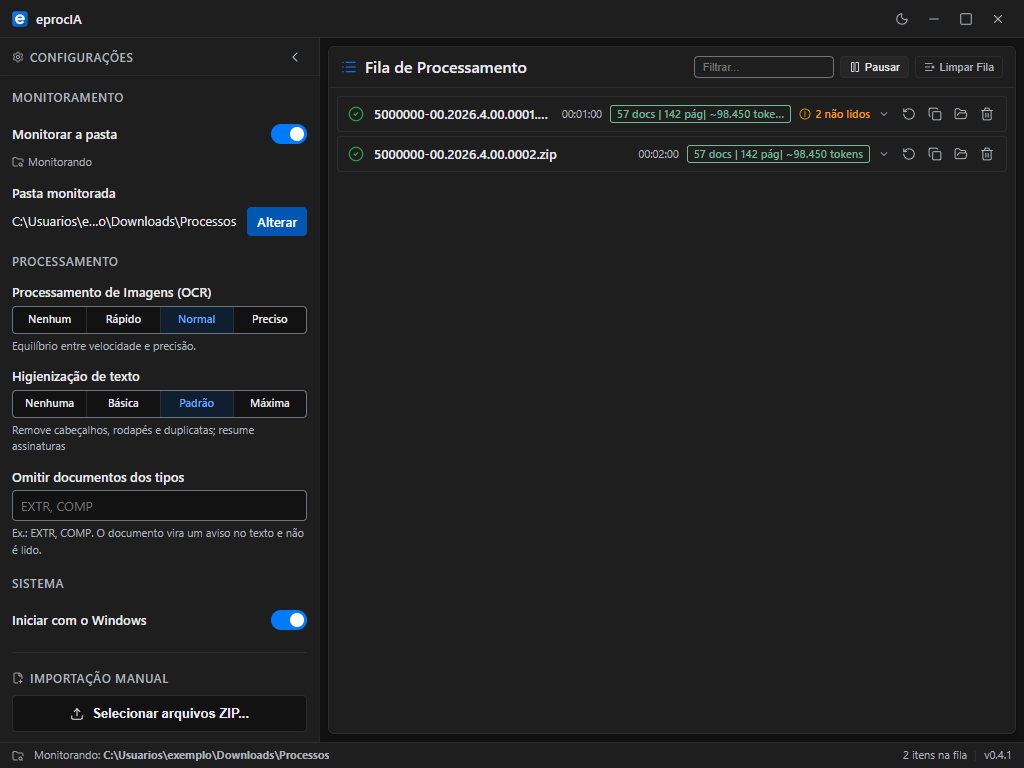 eprocIA
CONFIGURAÇÕES
MONITORAMENTO
Monitorar a pasta
Monitorando
Pasta monitorada
C:\Usuarios\e...o\Downloads\Processos
Alterar
PROCESSAMENTO
Processamento de Imagens (OCR)
Nenhum Rápido Normal Preciso
Equilíbrio entre velocidade e precisão.
Higienização de texto
Nenhuma Básica Padrão Máxima
Remove cabeçalhos, rodapés e duplicatas; resume
assinaturas
Omitir documentos dos tipos
EXTR, COMP
Ex.: EXTR, COMP. O documento vira um aviso no texto e não
é lido.
SISTEMA
Iniciar com o Windows
IMPORTAÇÃO MANUAL
Selecionar arquivos ZIP...
Fila de Processamento
Filtrar...
Pausar
Limpar Fila
5000000-00.2026.4.00.0001.... 00:01:00 57 docs | 142 pág| ~98.450 toke... 2 não lidos
5000000-00.2026.4.00.0002.zip 00:02:00 57 docs | 142 pág| ~98.450 tokens
Monitorando: C:\Usuarios\exemplo\Downloads\Processos
2 itens na fila v0.4.1